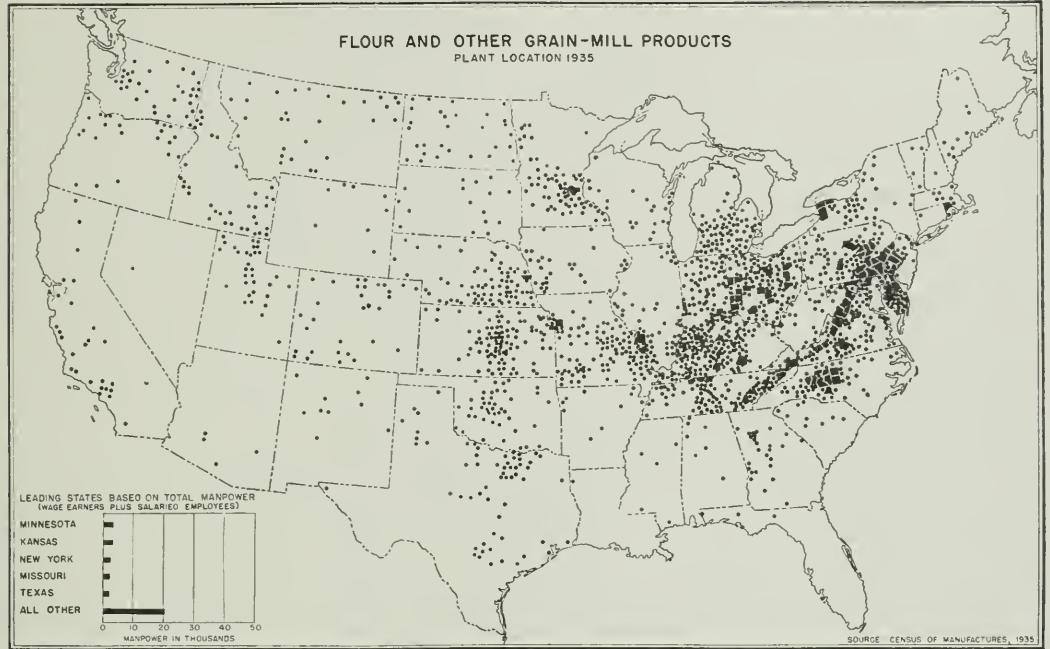 FLOUR AND OTHER GRAIN-MILL PRODUCTS
PLANT LOCATION 1935
LEADING STATES BASED ON TOTAL MANPOWER
(WAGE EARNERS PLUS SALARIED EMPLOYEES)
MINNESOTA
KANSAS
NEW YORK
MISSOURI
TEXAS
ALL OTHER
0 10 20 30 40 50
MANPOWER IN THOUSANDS
SOURCE CENSUS OF MANUFACTURES, 1935